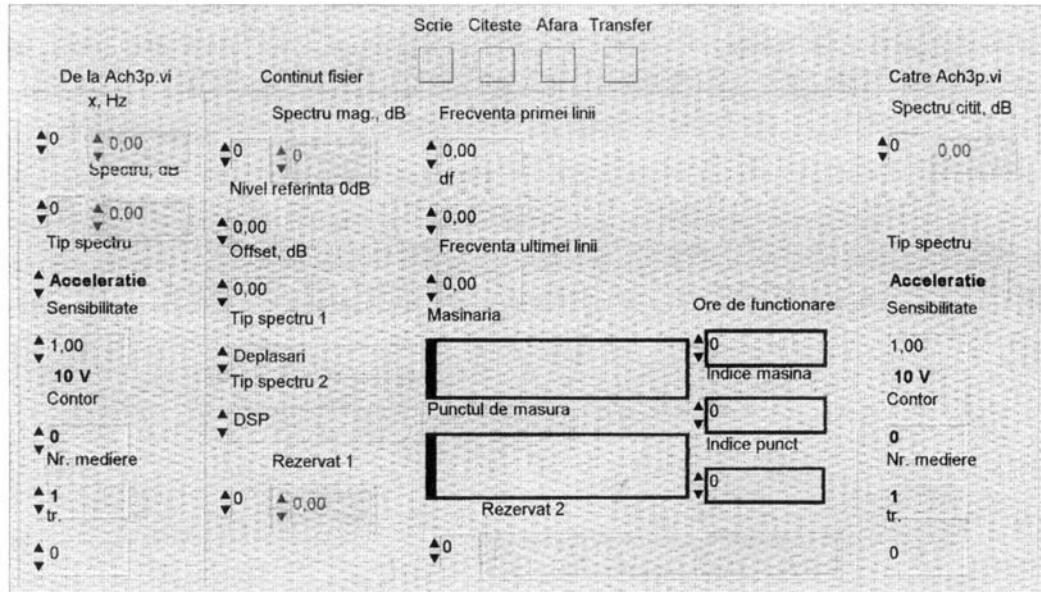 Scrie Citeste Afara Transfer
De la Ach3p.vi
x, Hz
0 0,00
Spectru, dB
0 0,00
Tip spectru
Acceleratie
Sensibilitate
1,00
10 V
Contor
0
Nr. mediere
1
tr.
0
Continut fisier
Spectru mag., dB
0 0
Nivel referinta 0dB
0,00
Offset, dB
0,00
Tip spectru 1
Deplasari
Tip spectru 2
DSP
Rezervat 1
0 0,00
Frecventa primei linii
0,00
df
0,00
Frecventa ultimei linii
0,00
Masinaria
Punctul de masura
Rezervat 2
0
Ore de functionare
0
Indice masina
0
Indice punct
0
Catre Ach3p.vi
Spectru citit, dB
0 0,00
Tip spectru
Acceleratie
Sensibilitate
1,00
10 V
Contor
0
Nr. mediere
1
tr.
0